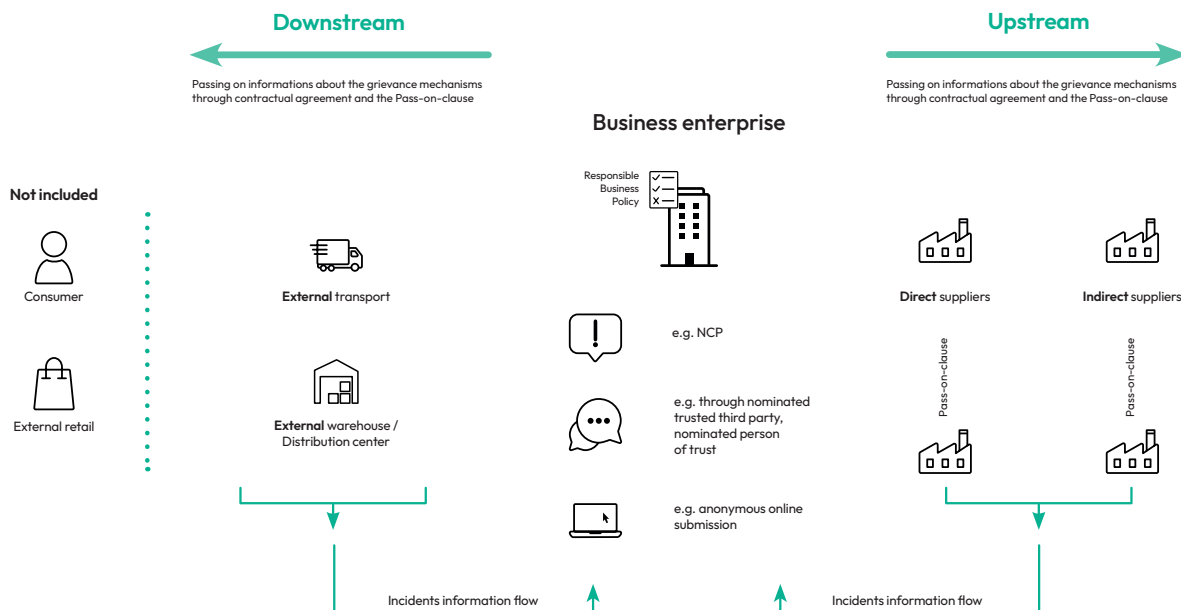 Downstream
Upstream
Passing on informations about the grievance mechanisms
through contractual agreement and the Pass-on-clause
Passing on informations about the grievance mechanisms
through contractual agreement and the Pass-on-clause
Business enterprise
Responsible
Business
Policy
Not included
Consumer
External transport
Direct suppliers
Indirect suppliers
e.g. NCP
Pass-on-clause
Pass-on-clause
External retail
External warehouse /
Distribution center
e.g. through nominated
trusted third party,
nominated person
of trust
e.g. anonymous online
submission
Incidents information flow
Incidents information flow